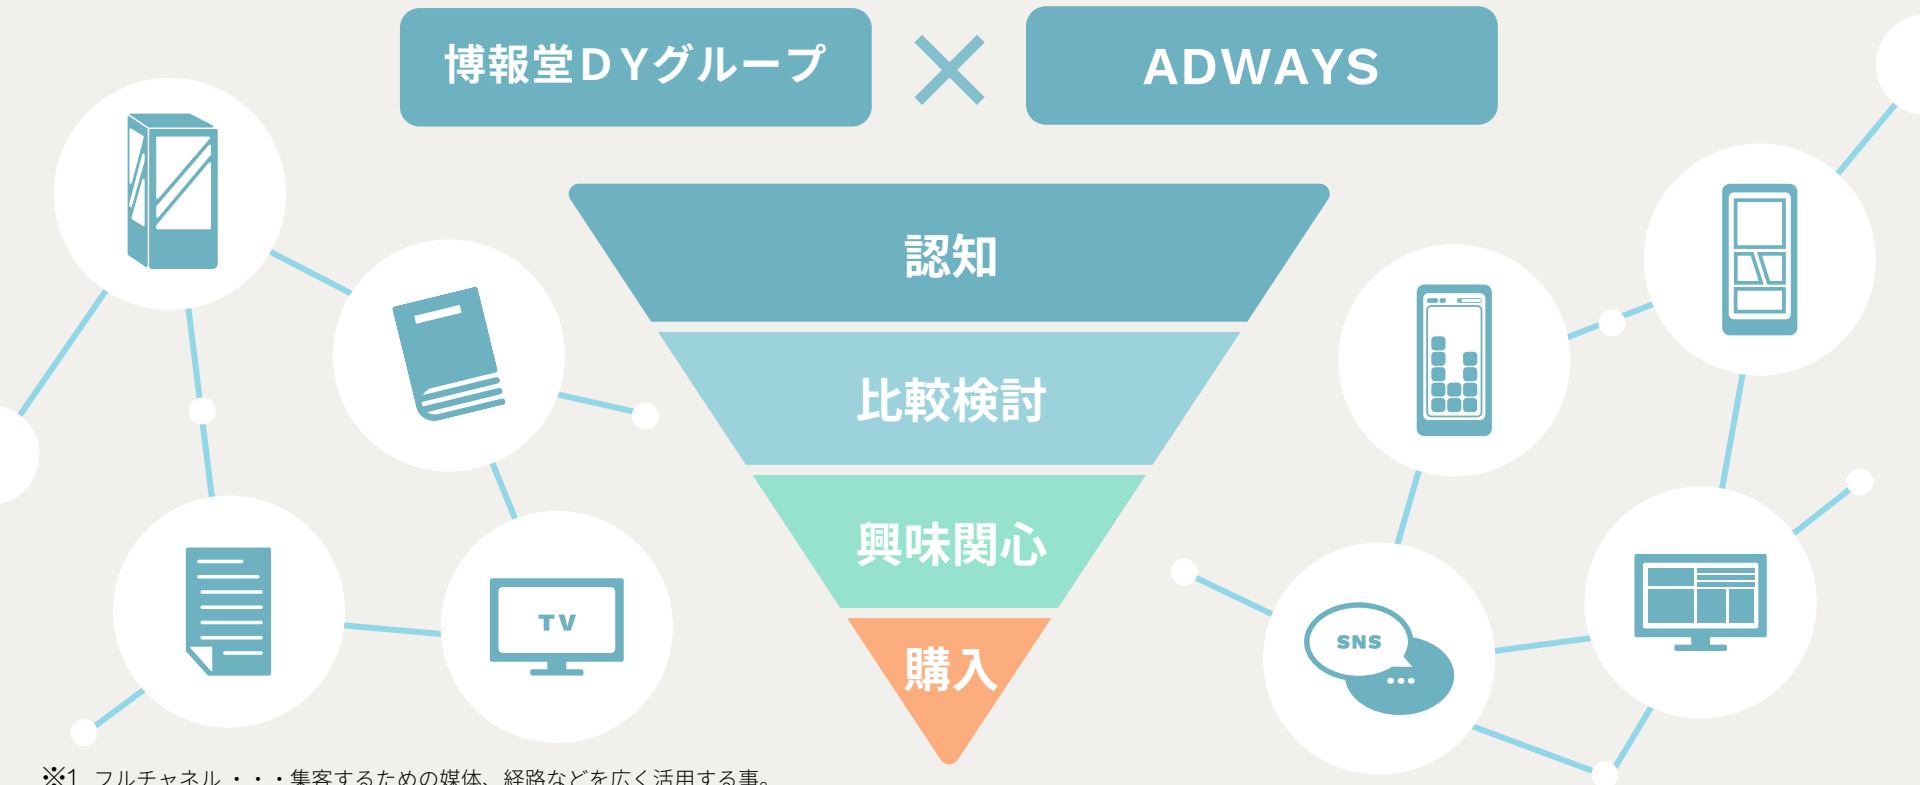 博報堂ＤＹグループ
ADWAYS
認知
比較検討
興味関心
購入
TV
SNS
※1 フルチャネル・・・集客するための媒体、経路などを広く活用する事。